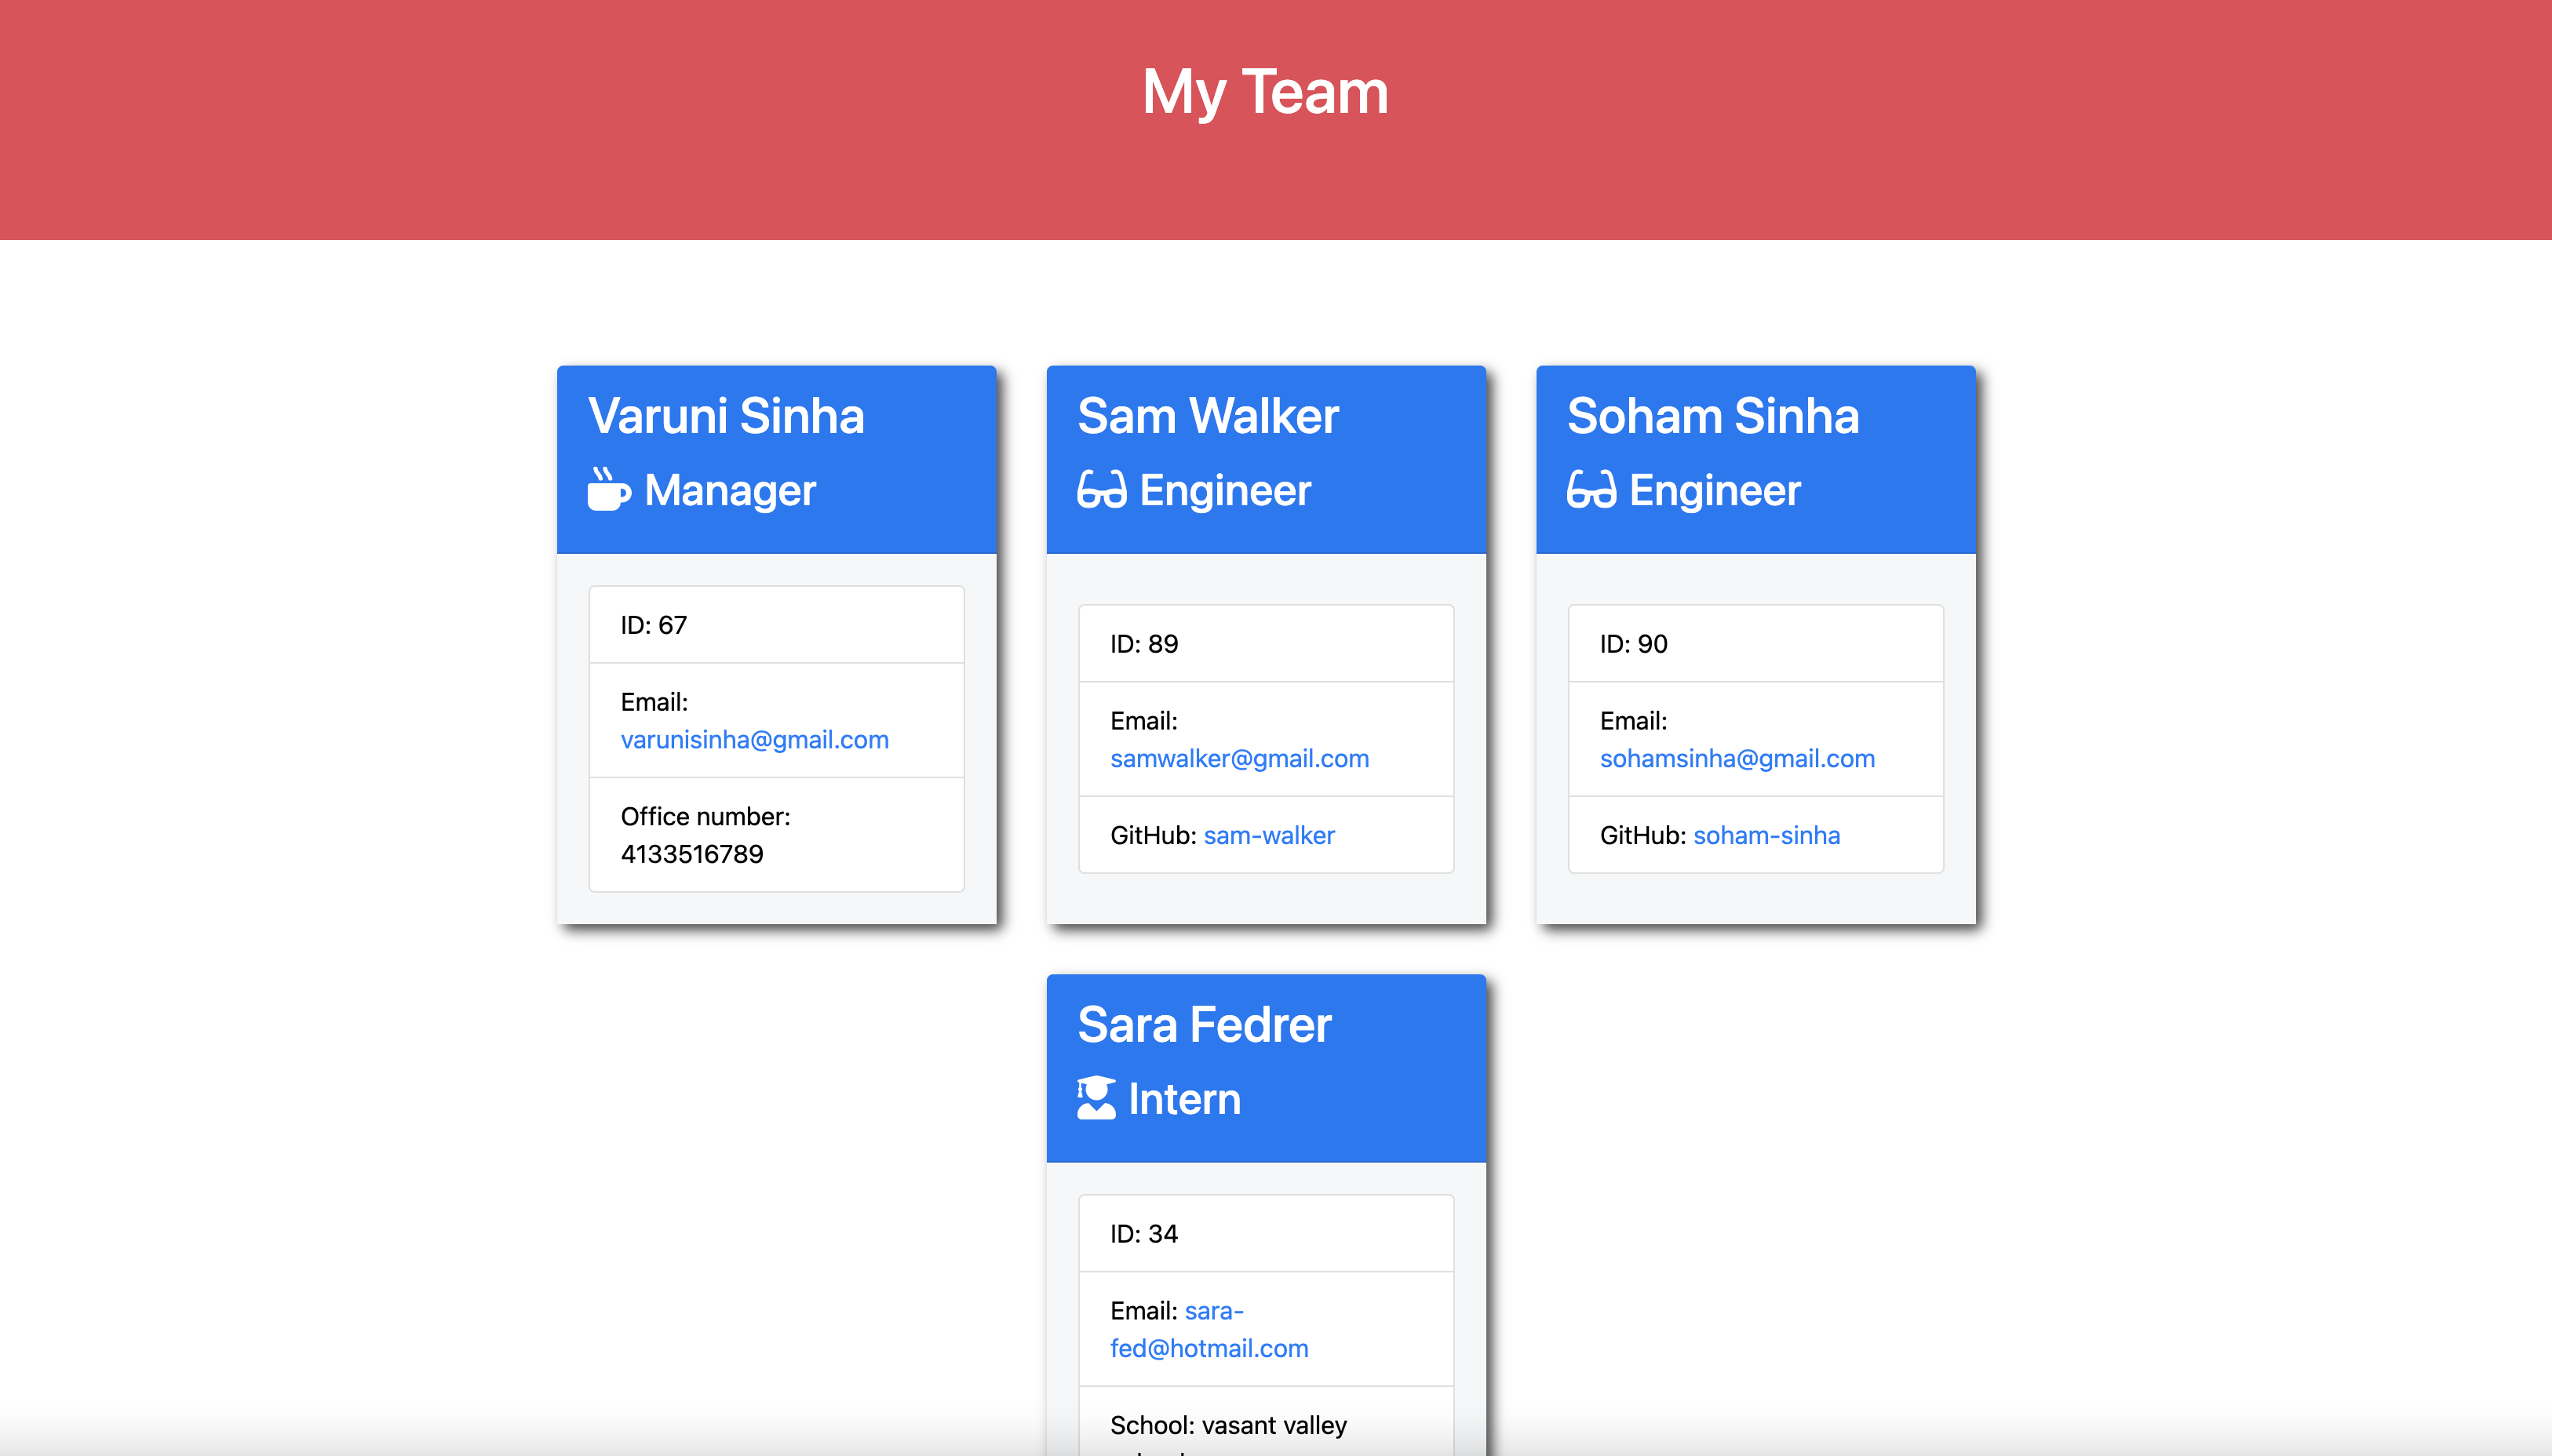 My Team
Varuni Sinha
Manager
ID: 67
Email:
varunisinha@gmail.com
Office number:
4133516789
Sam Walker
Engineer
ID: 89
Email:
samwalker@gmail.com
GitHub: sam-walker
Soham Sinha
Engineer
ID: 90
Email:
sohamsinha@gmail.com
GitHub: soham-sinha
Sara Fedrer
Intern
ID: 34
Email: sara-
fed@hotmail.com
School: vasant valley